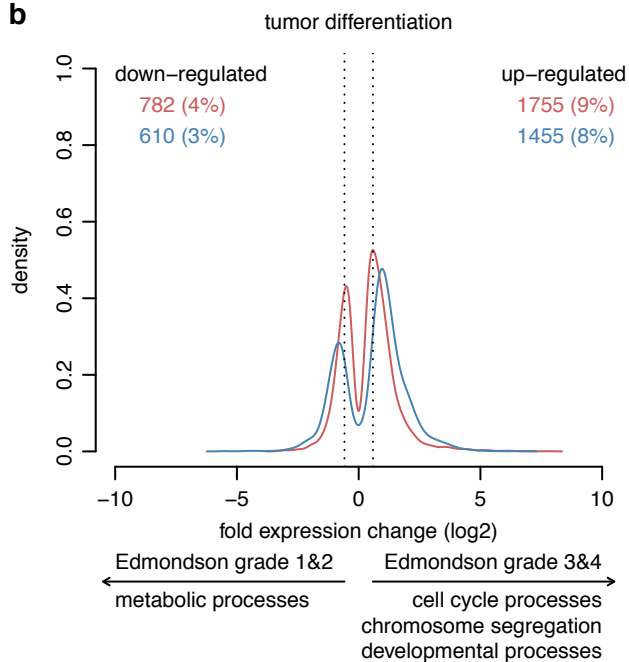 b
tumor differentiation
down−regulated
782 (4%)
610 (3%)
up−regulated
1755 (9%)
1455 (8%)
density
1.0
0.8
0.6
0.4
0.2
0.0
−10 −5 0 5 10
fold expression change (log2)
Edmondson grade 1&2
metabolic processes
Edmondson grade 3&4
cell cycle processes
chromosome segregation
developmental processes